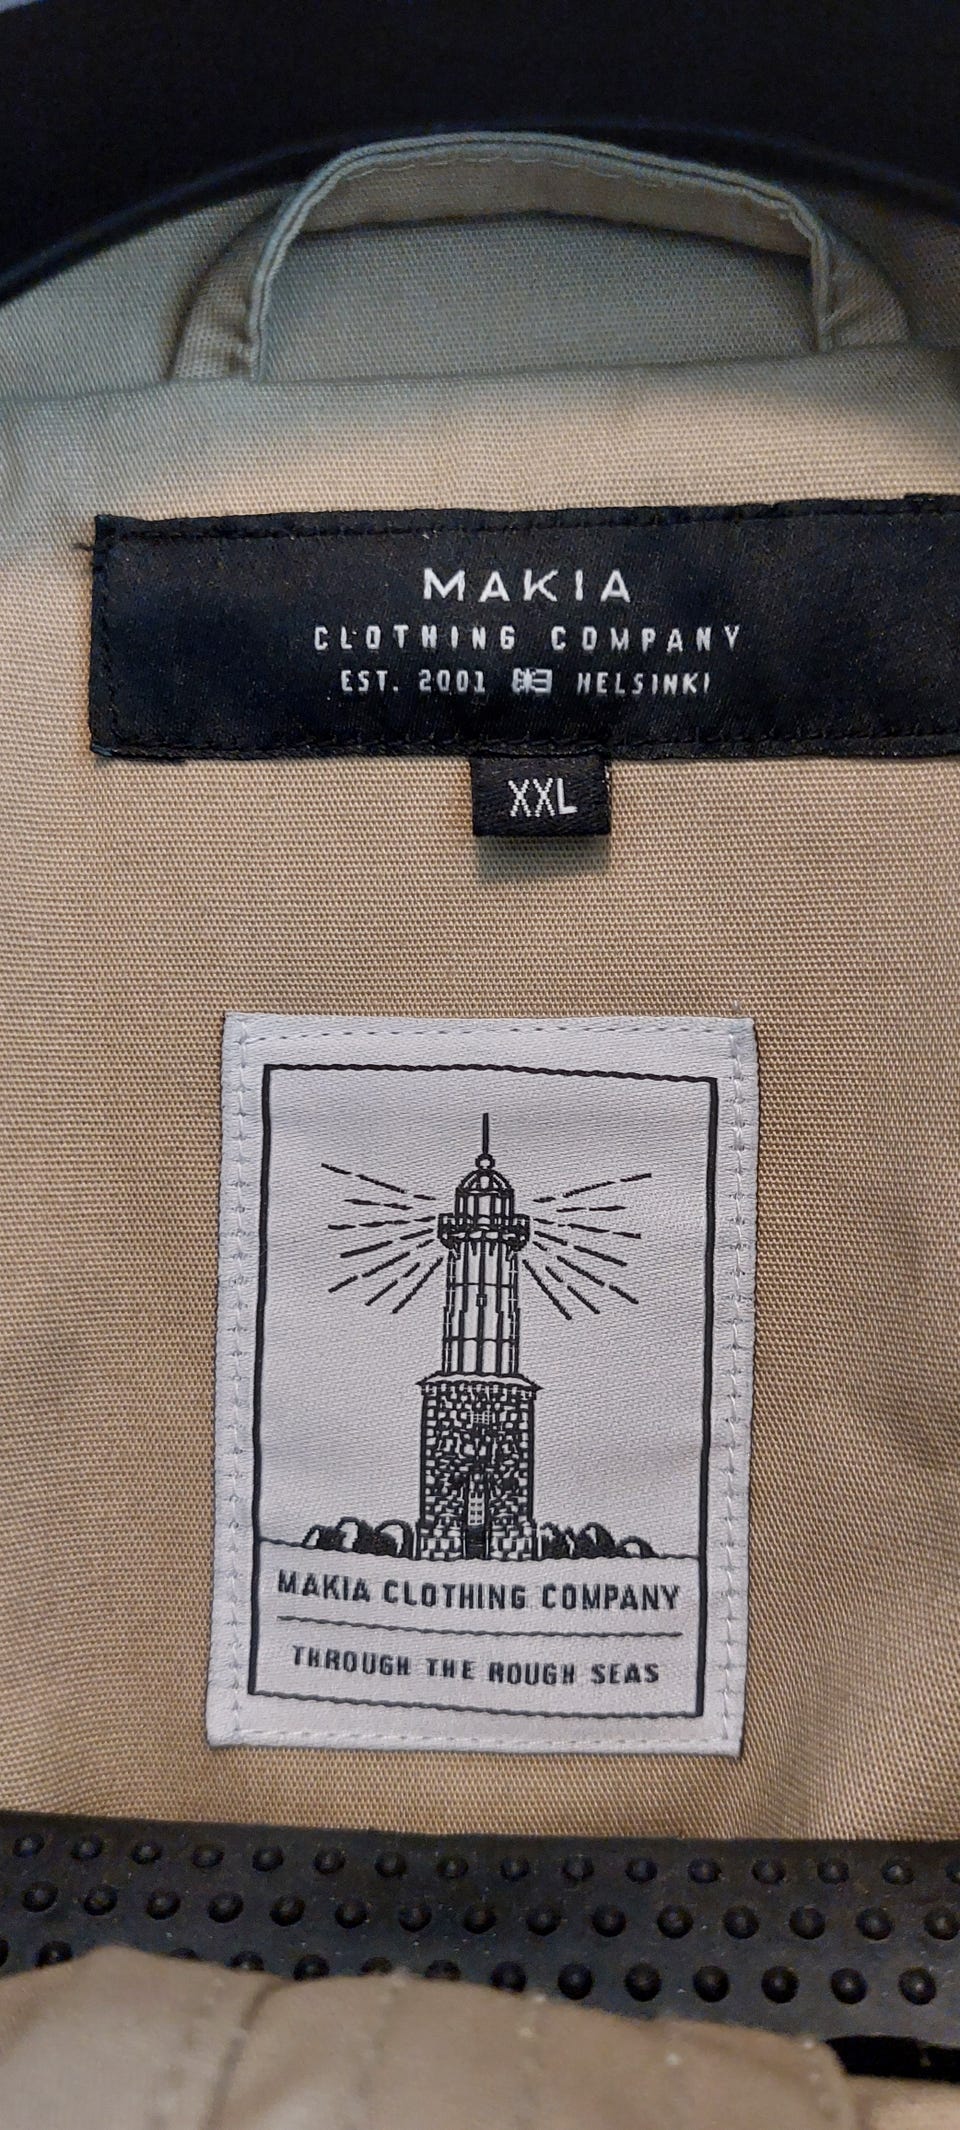 MAKIA
CLOTHING COMPANY
EST. 2001 HELSINKI
XXL
MAKIA CLOTHING COMPANY
THROUGH THE ROUGH SEAS